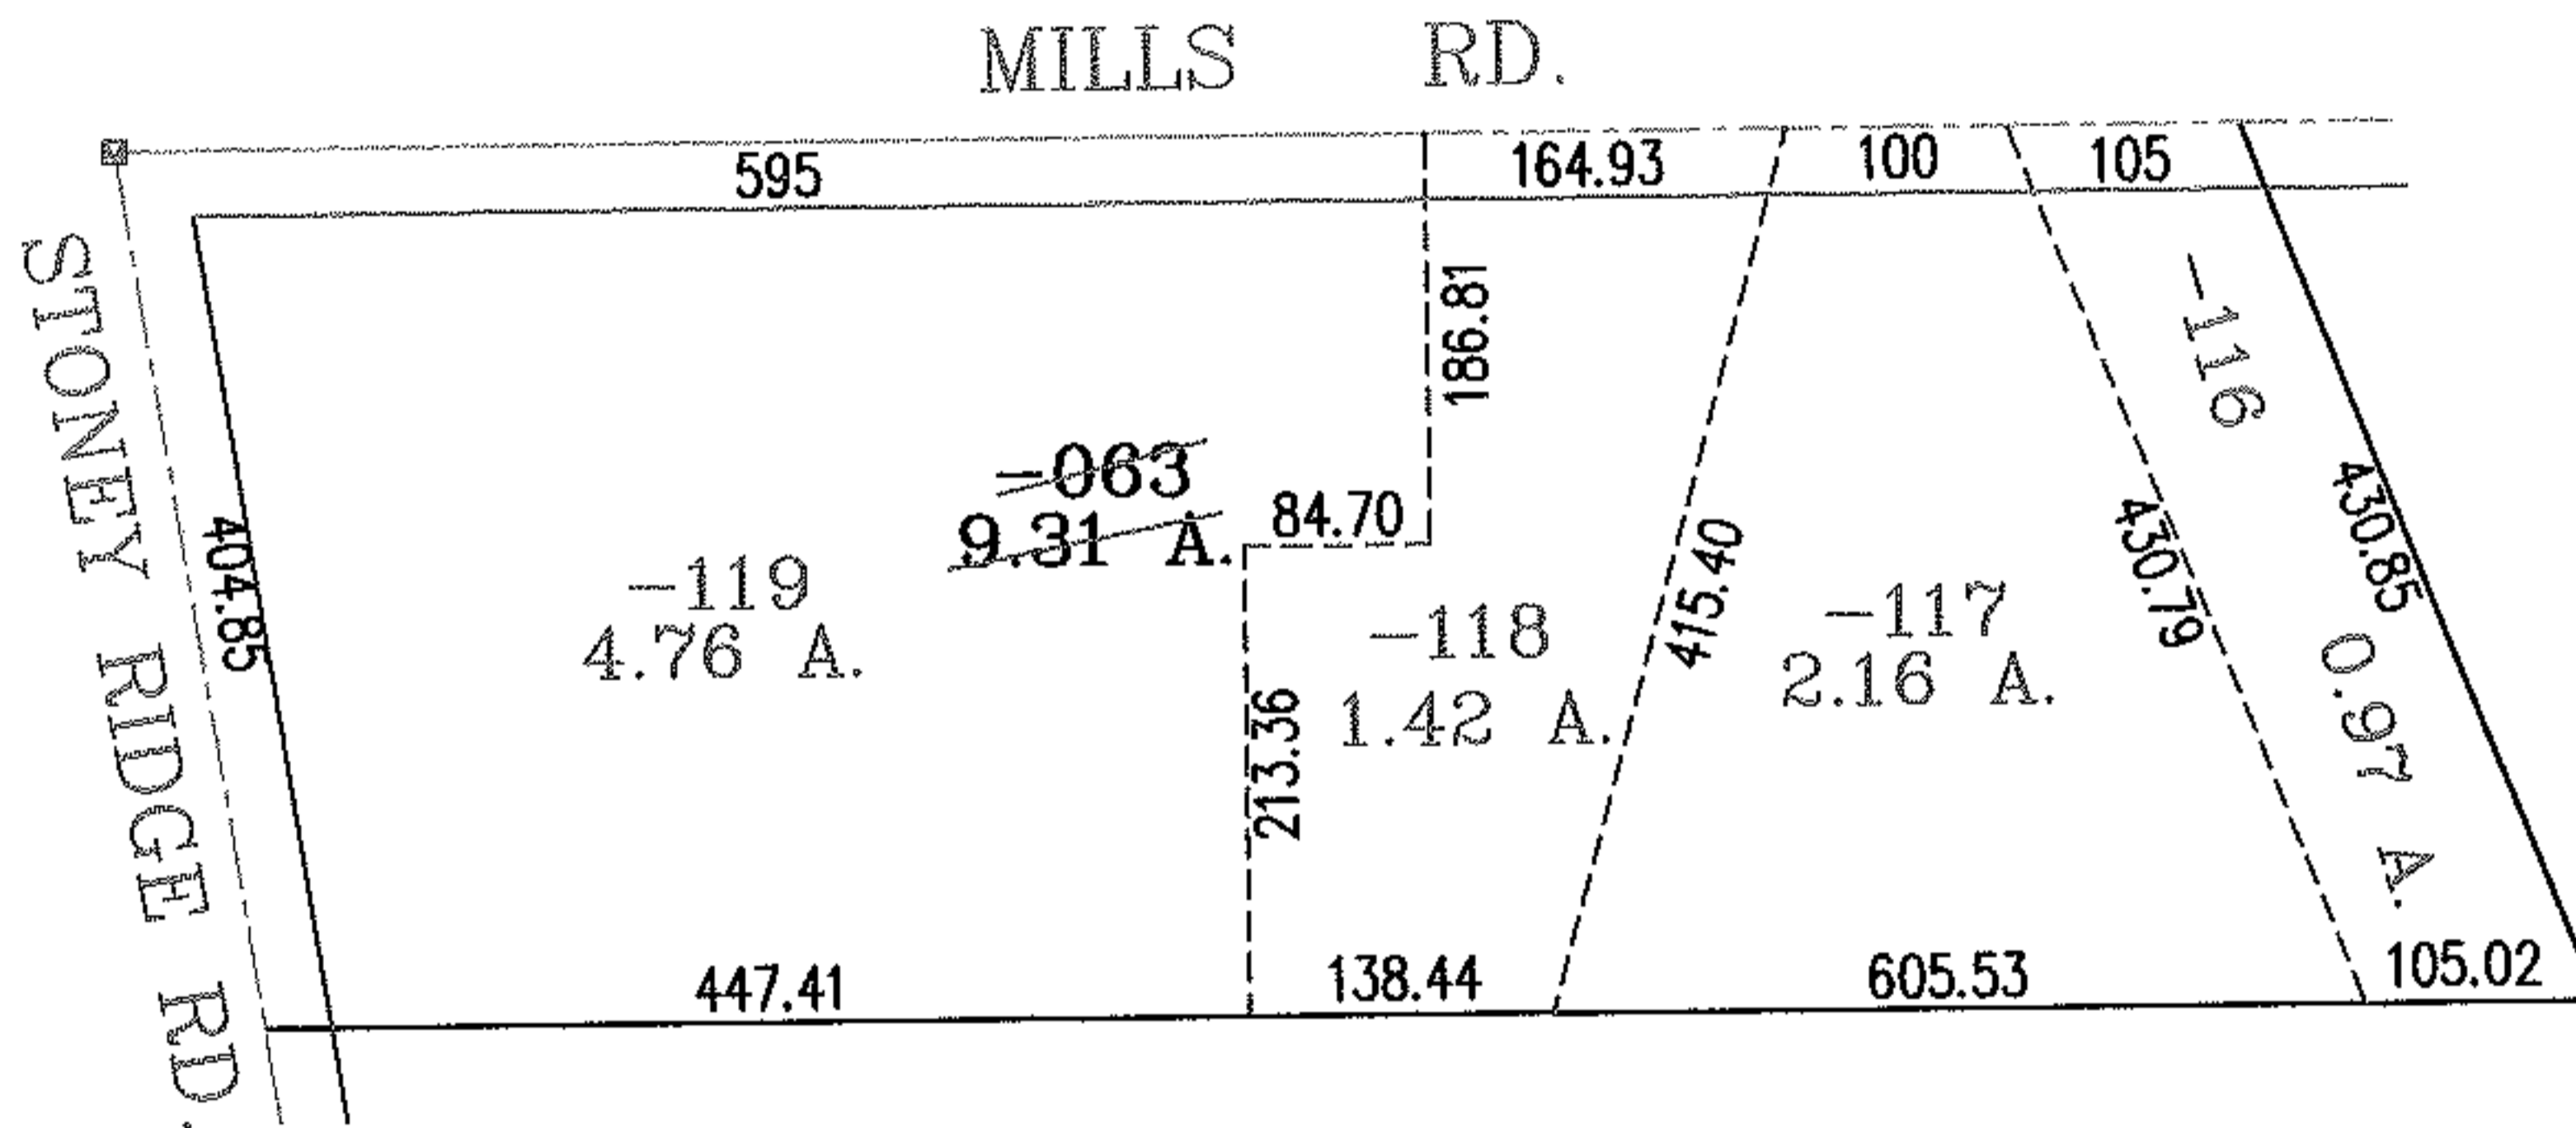 MILLS RD.
595
164.93
100
105
STONEY RIDGE RD.
186.81
-116
-063
9.31 A.
84.70
404.85
-119
4.76 A.
415.40
-118
1.42 A.
-117
2.16 A.
430.79
430.85
0.97 A.
213.36
447.41
138.44
605.53
105.02